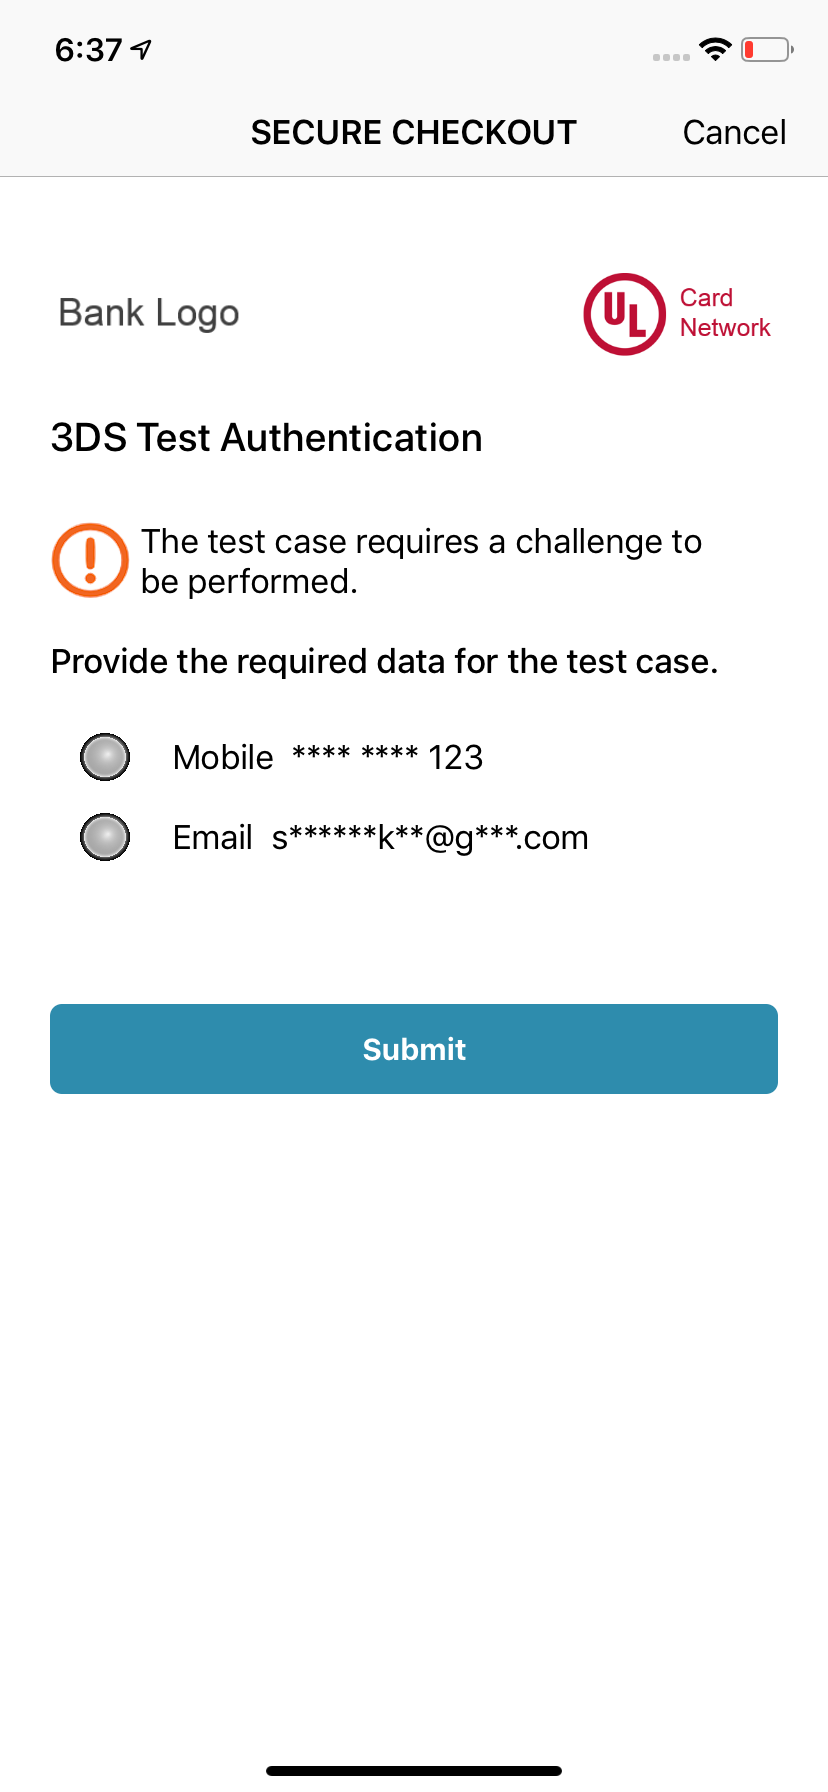 6:37
SECURE CHECKOUT Cancel
Bank Logo
UL Card
Network
3DS Test Authentication
The test case requires a challenge to
be performed.
Provide the required data for the test case.
Mobile **** **** 123
Email s******k**@g***.com
Submit